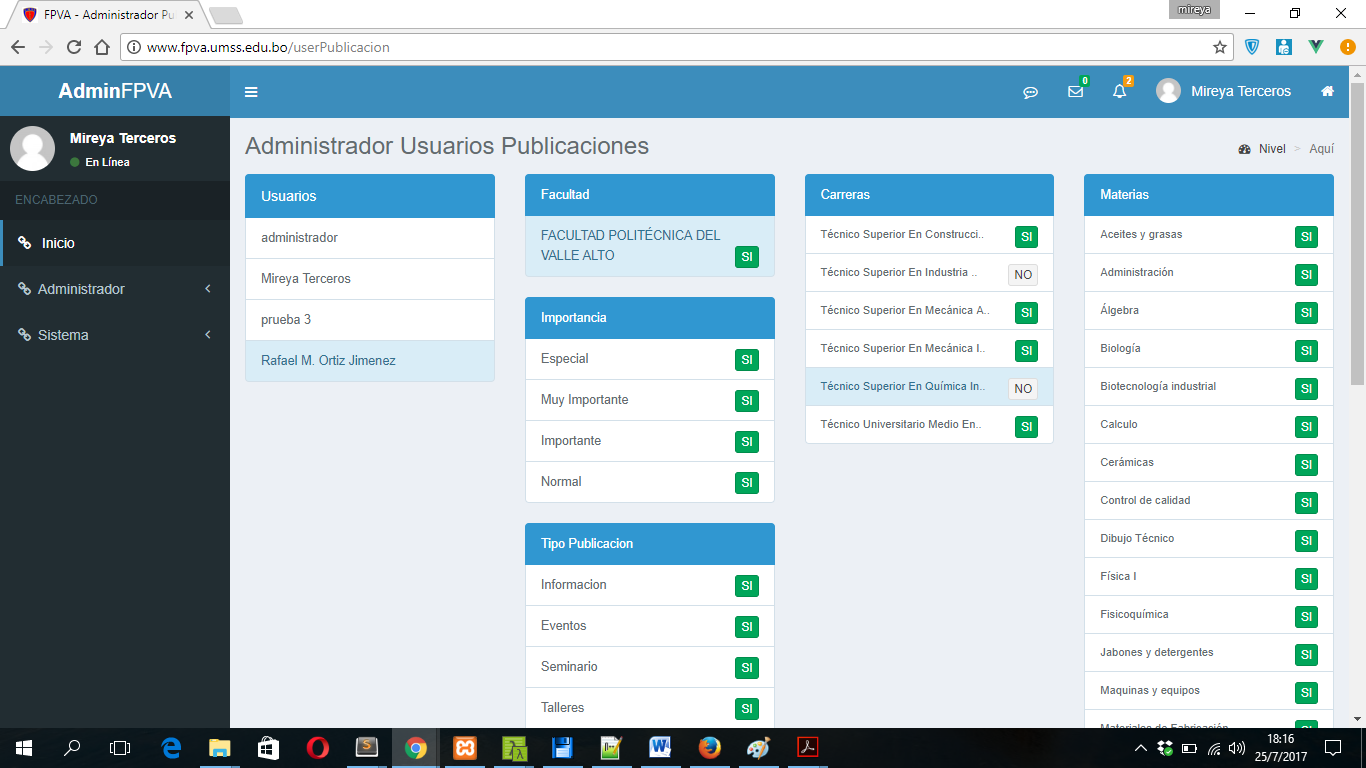 FPVA - Administrador Pu
mireya
www.fpva.umss.edu.bo/userPublicacion
AdminFPVA
0
2
Mireya Terceros
Mireya Terceros
En Línea
ENCABEZADO
Inicio
Administrador
Sistema
Administrador Usuarios Publicaciones
Nivel > Aquí
Usuarios
administrador
Mireya Terceros
prueba 3
Rafael M. Ortiz Jimenez
Facultad
FACULTAD POLITÉCNICA DEL
VALLE ALTO SI
Importancia
Especial SI
Muy Importante SI
Importante SI
Normal SI
Tipo Publicacion
Informacion SI
Eventos SI
Seminario SI
Talleres SI
Carreras
Técnico Superior En Construcci.. SI
Técnico Superior En Industria .. NO
Técnico Superior En Mecánica A.. SI
Técnico Superior En Mecánica I.. SI
Técnico Superior En Química In.. NO
Técnico Universitario Medio En.. SI
Materias
Aceites y grasas SI
Administración SI
Álgebra SI
Biología SI
Biotecnología industrial SI
Calculo SI
Cerámicas SI
Control de calidad SI
Dibujo Técnico SI
Física I SI
Fisicoquímica SI
Jabones y detergentes SI
Maquinas y equipos SI
Materiales de Fabricación SI
18:16
25/7/2017